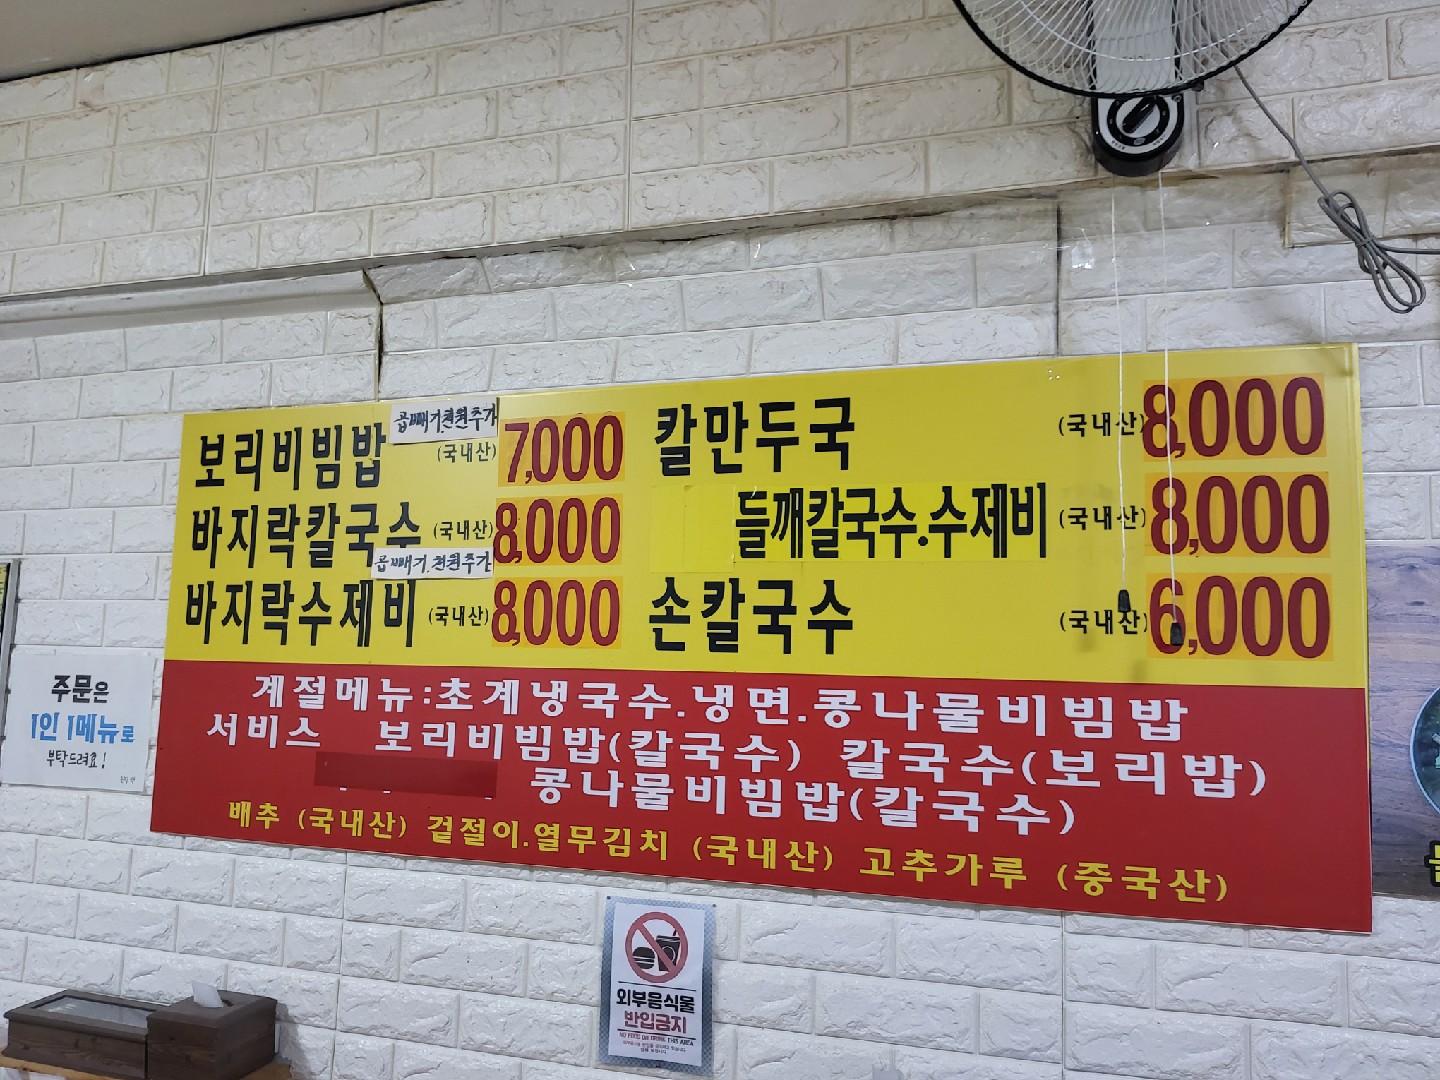 보리비빔밥 (국내산) 7,000
곱빼기 천원추가
바지락칼국수 (국내산) 8,000
곱빼기. 천원추가
바지락수제비 (국내산) 8,000
칼만두국 (국내산) 8,000
들깨칼국수.수제비 (국내산) 8,000
손칼국수 (국내산) 6,000
계절메뉴:초계냉국수.냉면.콩나물비빔밥
서비스 보리비빔밥(칼국수) 칼국수(보리밥)
콩나물비빔밥(칼국수)
배추 (국내산) 겉절이.열무김치 (국내산) 고추가루 (중국산)
주문은
1인 1메뉴로
부탁드려요!
외부음식물
반입금지
NO FOOD OR DRINK THIS AREA